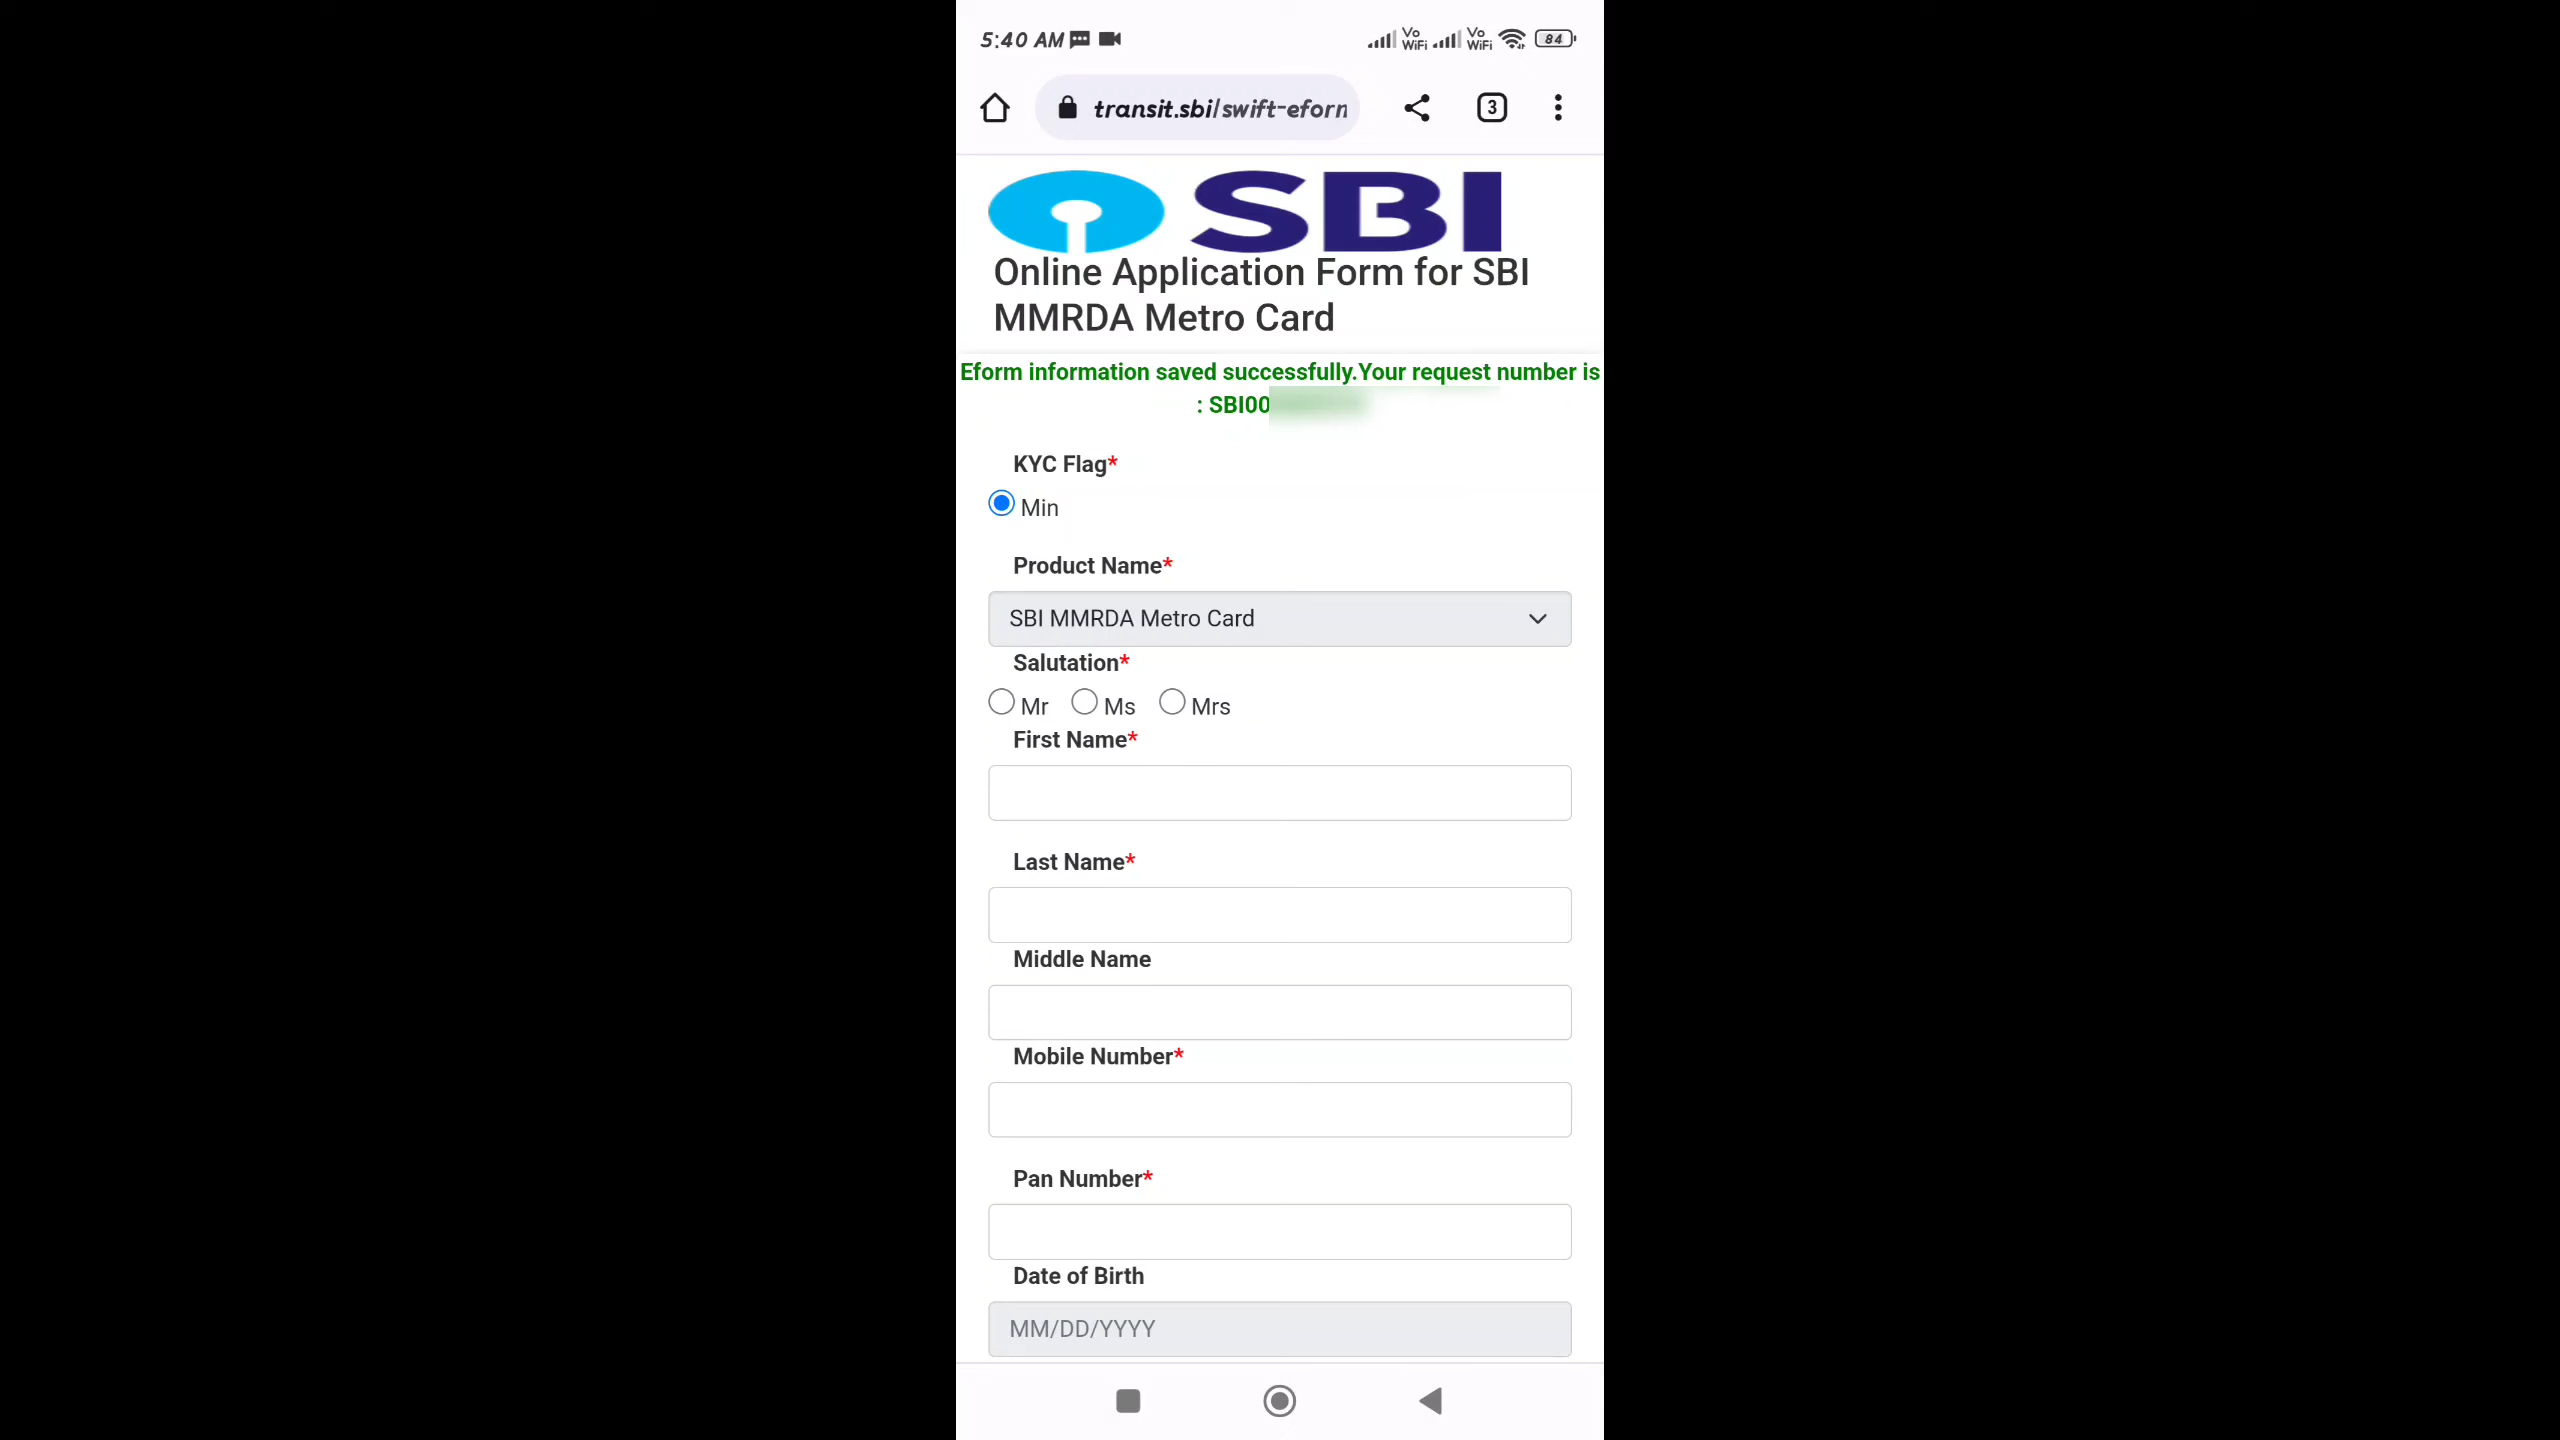 5:40 AM
Vo WiFi Vo WiFi 84
transit.sbi/swift-eform
3
SBI
Online Application Form for SBI
MMRDA Metro Card
Eform information saved successfully.Your request number is
: SBI00
KYC Flag*
Min
Product Name*
SBI MMRDA Metro Card
Salutation*
Mr Ms Mrs
First Name*
Last Name*
Middle Name
Mobile Number*
Pan Number*
Date of Birth
MM/DD/YYYY